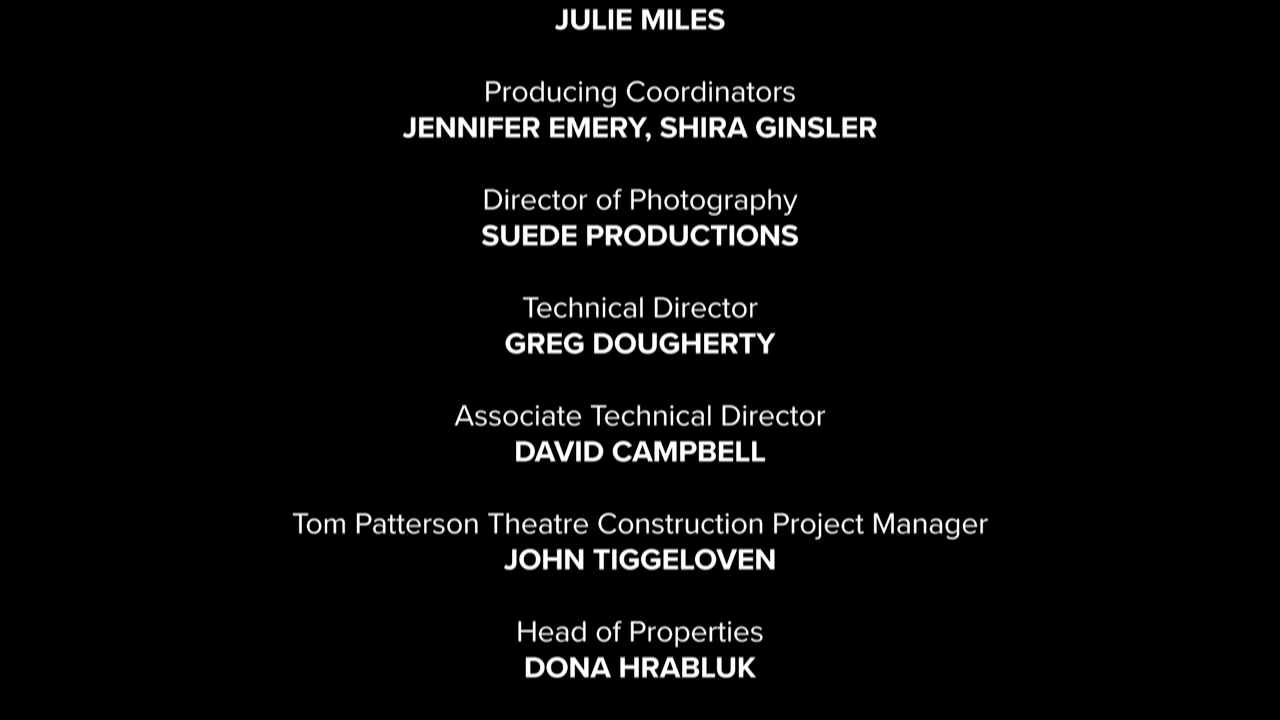 JULIE MILES
Producing Coordinators
JENNIFER EMERY, SHIRA GINSLER
Director of Photography
SUEDE PRODUCTIONS
Technical Director
GREG DOUGHERTY
Associate Technical Director
DAVID CAMPBELL
Tom Patterson Theatre Construction Project Manager
JOHN TIGGELOVEN
Head of Properties
DONA HRABLUK